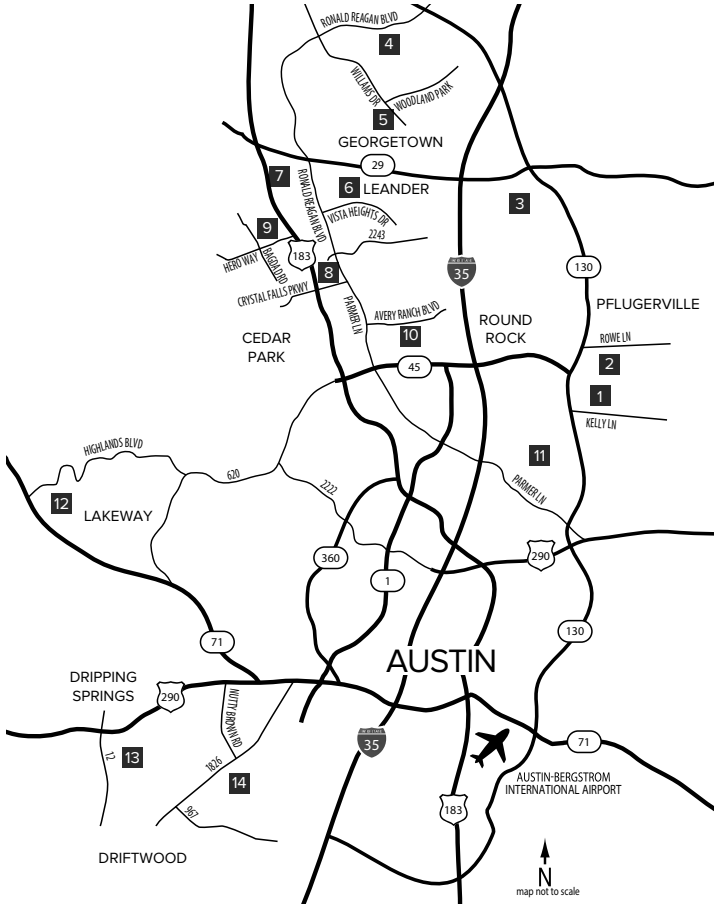 RONALD REAGAN BLVD
4
WILLIAMS DR
WOODLAND PARK
5
GEORGETOWN
29
7
RONALD REAGAN BLVD
6
LEANDER
3
VISTA HEIGHTS DR
2243
9
183
HERO WAY
BAGDAD RD
8
35
130
CRYSTAL FALLS PKWY
PARMER LN
AVERY RANCH BLVD
PFLUGERVILLE
10
ROUND
ROCK
CEDAR
PARK
ROWE LN
45
2
1
KELLY LN
HIGHLANDS BLVD
11
620
2222
PARMER LN
12
LAKEWAY
360
290
1
71
130
AUSTIN
DRIPPING
SPRINGS
290
NUTTY BROWN RD
35
71
12
13
1826
14
AUSTIN-BERGSTROM
INTERNATIONAL AIRPORT
183
967
DRIFTWOOD
N
map not to scale